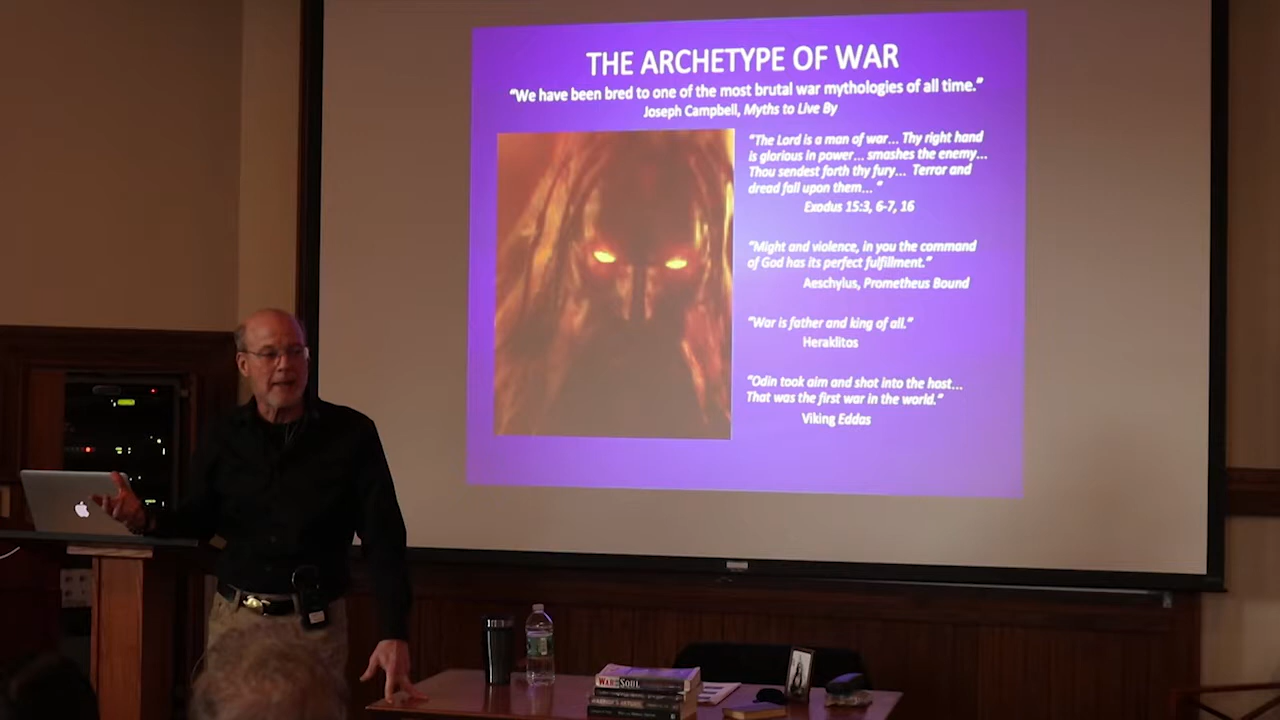 THE ARCHETYPE OF WAR
“We have been bred to one of the most brutal war mythologies of all time.”
Joseph Campbell, Myths to Live By
“The Lord is a man of war… Thy right hand
is glorious in power… smashes the enemy…
Thou sendest forth thy fury… Terror and
dread fall upon them… “
Exodus 15:3, 6-7, 16
“Might and violence, in you the command
of God has its perfect fulfillment.”
Aeschylus, Prometheus Bound
“War is father and king of all.”
Heraklitos
“Odin took aim and shot into the host…
That was the first war in the world.”
Viking Eddas
WAR SOUL